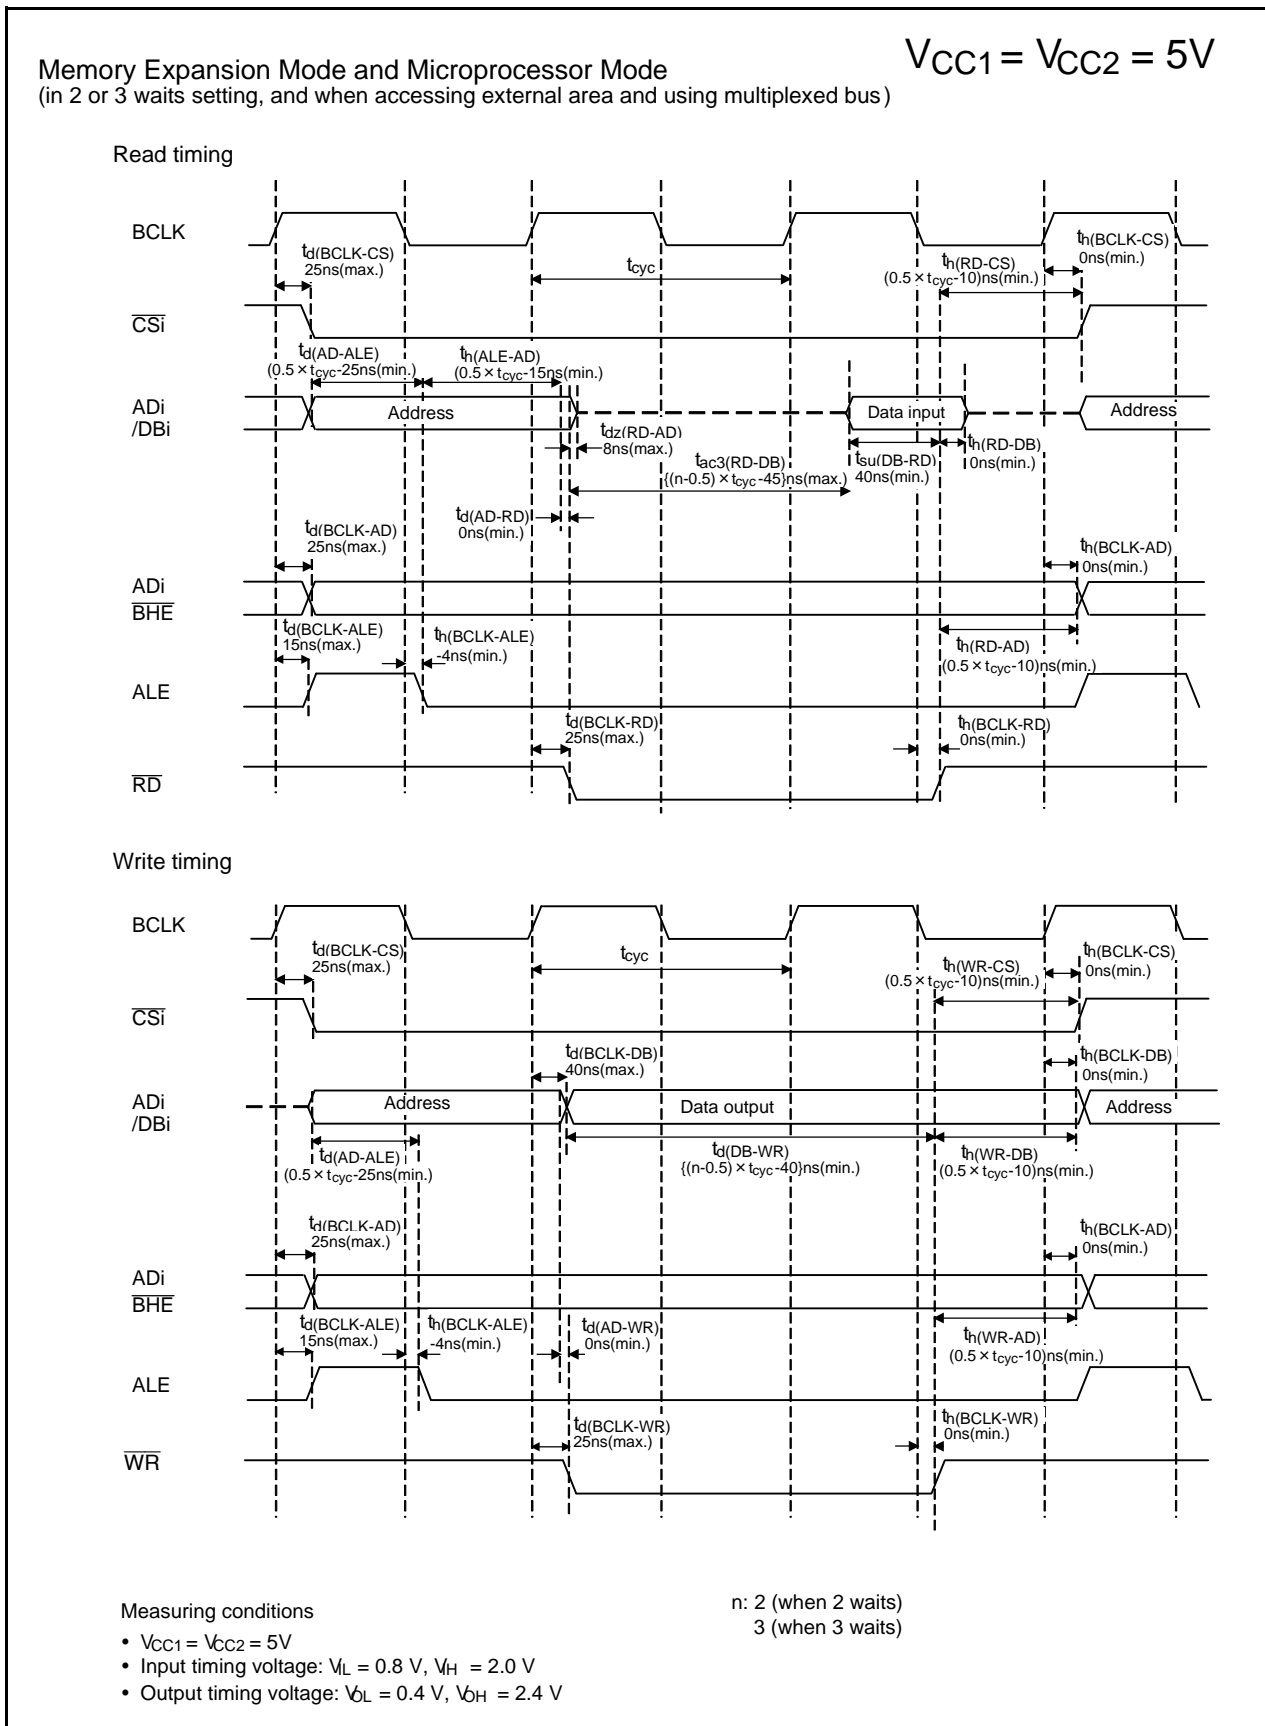 VCC1 = VCC2 = 5V
Memory Expansion Mode and Microprocessor Mode
(in 2 or 3 waits setting, and when accessing external area and using multiplexed bus)
Read timing
BCLK
td(BCLK-CS)
25ns(max.)
tcyc
th(RD-CS)
(0.5 × tcyc-10)ns(min.)
th(BCLK-CS)
0ns(min.)
CSi
td(AD-ALE)
(0.5 × tcyc-25ns(min.
th(ALE-AD)
(0.5 × tcyc-15ns(min.
ADi
/DBi
Address
Data input
Address
tdz(RD-AD)
8ns(max.)
tac3(RD-DB)
{(n-0.5) × tcyc-45}ns(max.)
tsu(DB-RD)
40ns(min.)
th(RD-DB)
0ns(min.)
td(AD-RD)
0ns(min.)
td(BCLK-AD)
25ns(max.)
th(BCLK-AD)
0ns(min.)
ADi
BHE
td(BCLK-ALE)
15ns(max.)
th(BCLK-ALE)
-4ns(min.)
th(RD-AD)
(0.5 × tcyc-10)ns(min.)
ALE
td(BCLK-RD)
25ns(max.)
th(BCLK-RD)
0ns(min.)
RD
Write timing
BCLK
td(BCLK-CS)
25ns(max.)
tcyc
th(WR-CS)
(0.5 × tcyc-10)ns(min.)
th(BCLK-CS)
0ns(min.)
CSi
td(BCLK-DB)
40ns(max.)
th(BCLK-DB)
0ns(min.)
ADi
/DBi
Address
Data output
Address
td(AD-ALE)
(0.5 × tcyc-25ns(min.
td(DB-WR)
{(n-0.5) × tcyc-40}ns(min.)
th(WR-DB)
(0.5 × tcyc-10)ns(min.)
td(BCLK-AD)
25ns(max.)
th(BCLK-AD)
0ns(min.)
ADi
BHE
td(BCLK-ALE)
15ns(max.)
th(BCLK-ALE)
-4ns(min.)
td(AD-WR)
0ns(min.)
th(WR-AD)
(0.5 × tcyc-10)ns(min.)
ALE
td(BCLK-WR)
25ns(max.)
th(BCLK-WR)
0ns(min.)
WR
Measuring conditions
• VCC1 = VCC2 = 5V
• Input timing voltage: VIL = 0.8 V, VIH = 2.0 V
• Output timing voltage: VOL = 0.4 V, VOH = 2.4 V
n: 2 (when 2 waits)
3 (when 3 waits)